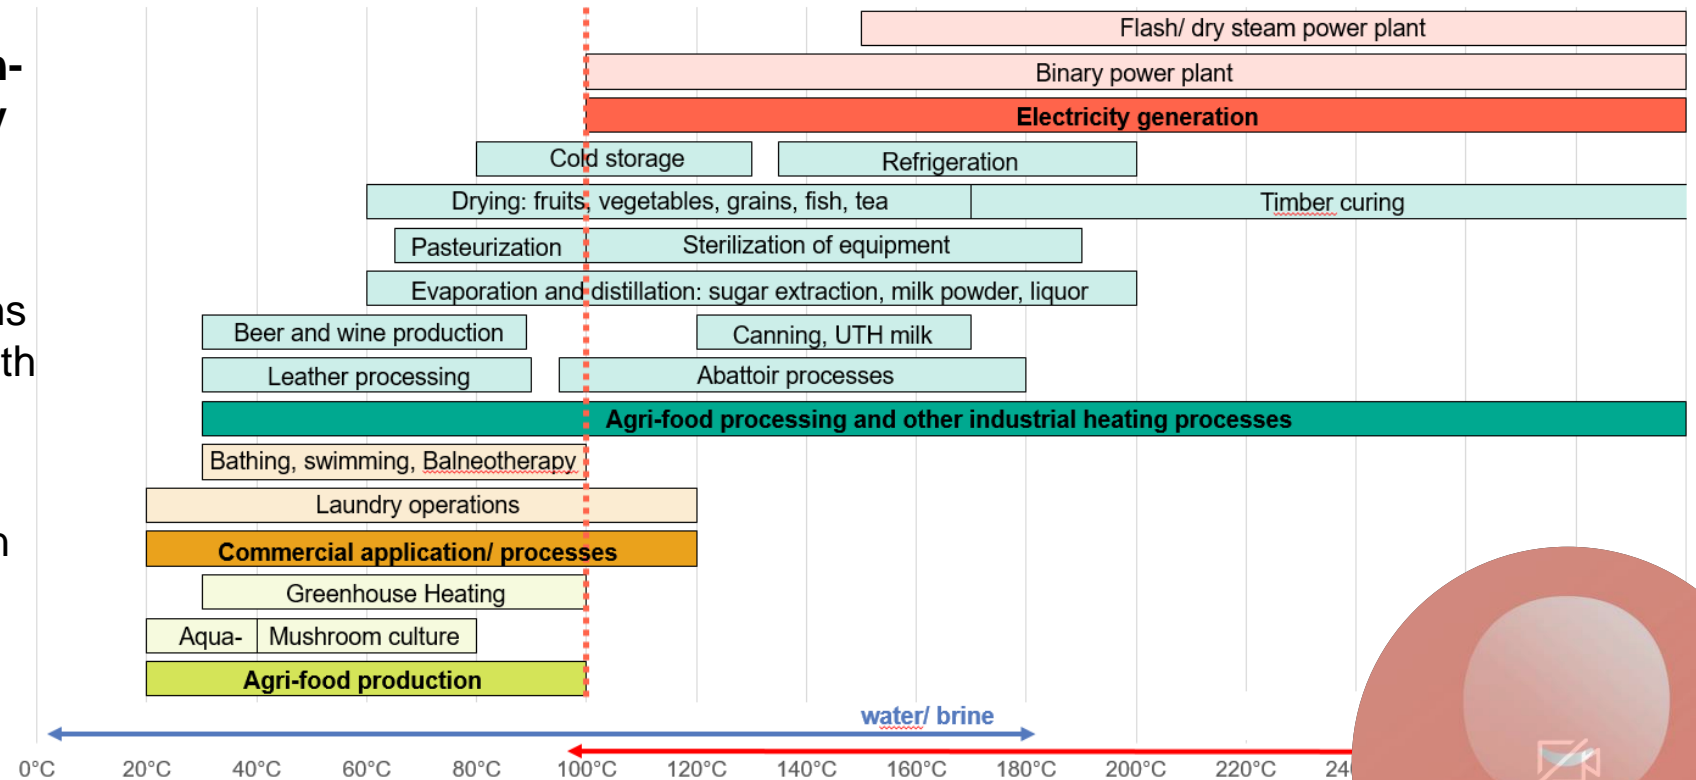 n-
y
ns
th
n
Flash/ dry steam power plant
Binary power plant
Electricity generation
Cold storage
Refrigeration
Drying: fruits, vegetables, grains, fish, tea
Timber curing
Pasteurization
Sterilization of equipment
Evaporation and distillation: sugar extraction, milk powder, liquor
Beer and wine production
Canning, UTH milk
Leather processing
Abattoir processes
Agri-food processing and other industrial heating processes
Bathing, swimming, Balneotherapy
Laundry operations
Commercial application/ processes
Greenhouse Heating
Aqua-
Mushroom culture
Agri-food production
water/ brine
0°C 20°C 40°C 60°C 80°C 100°C 120°C 140°C 160°C 180°C 200°C 220°C 24